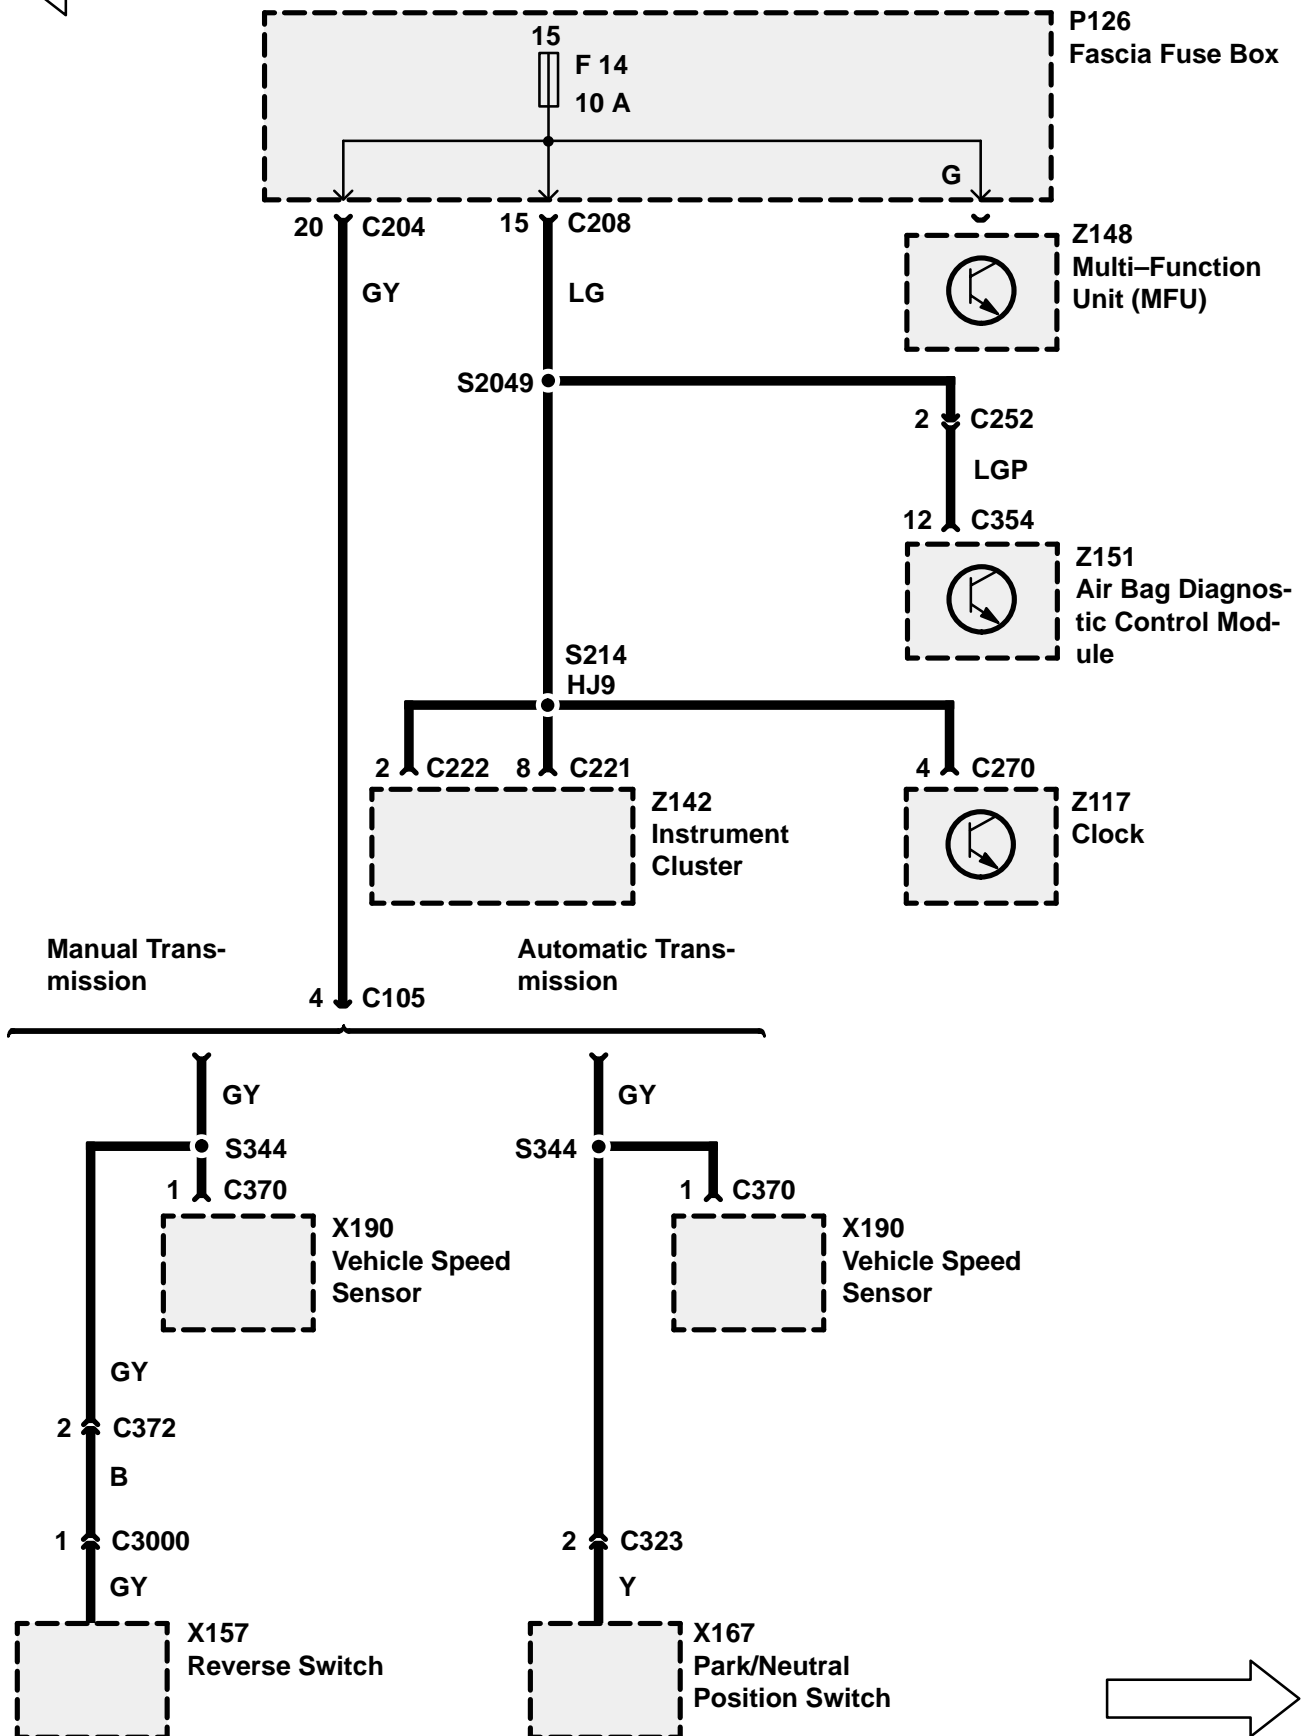 P126
Fascia Fuse Box
15
F 14
10 A
G
20 C204
15 C208
Z148
Multi–Function
Unit (MFU)
GY
LG
S2049
2 C252
LGP
12 C354
Z151
Air Bag Diagnos-
tic Control Mod-
ule
S214
HJ9
2 C222
8 C221
4 C270
Z142
Instrument
Cluster
Z117
Clock
Manual Trans-
mission
Automatic Trans-
mission
4 C105
GY
GY
S344
S344
1 C370
1 C370
X190
Vehicle Speed
Sensor
X190
Vehicle Speed
Sensor
GY
2 C372
B
1 C3000
2 C323
GY
Y
X157
Reverse Switch
X167
Park/Neutral
Position Switch